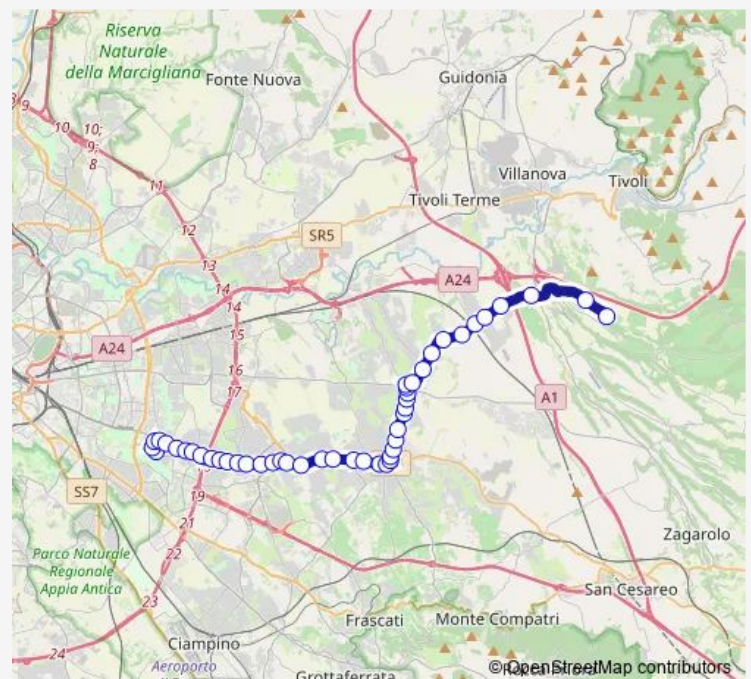 Riserva
Naturale
della Marcigliana
Fonte Nuova
Guidonia
9
10
10;
9;
8
11
Villanova
Tivoli
Tivoli Terme
12
SR5
13
14
A24
14
15
A24
16
17
A1
SS7
19
21
22
Zagarolo
Parco Naturale
Regionale
Appia Antica
San Cesareo
23
Frascati
Monte Compatri
24
Ciampino
Aeroporto
Grottaferrata
©OpenStreetMap contributors